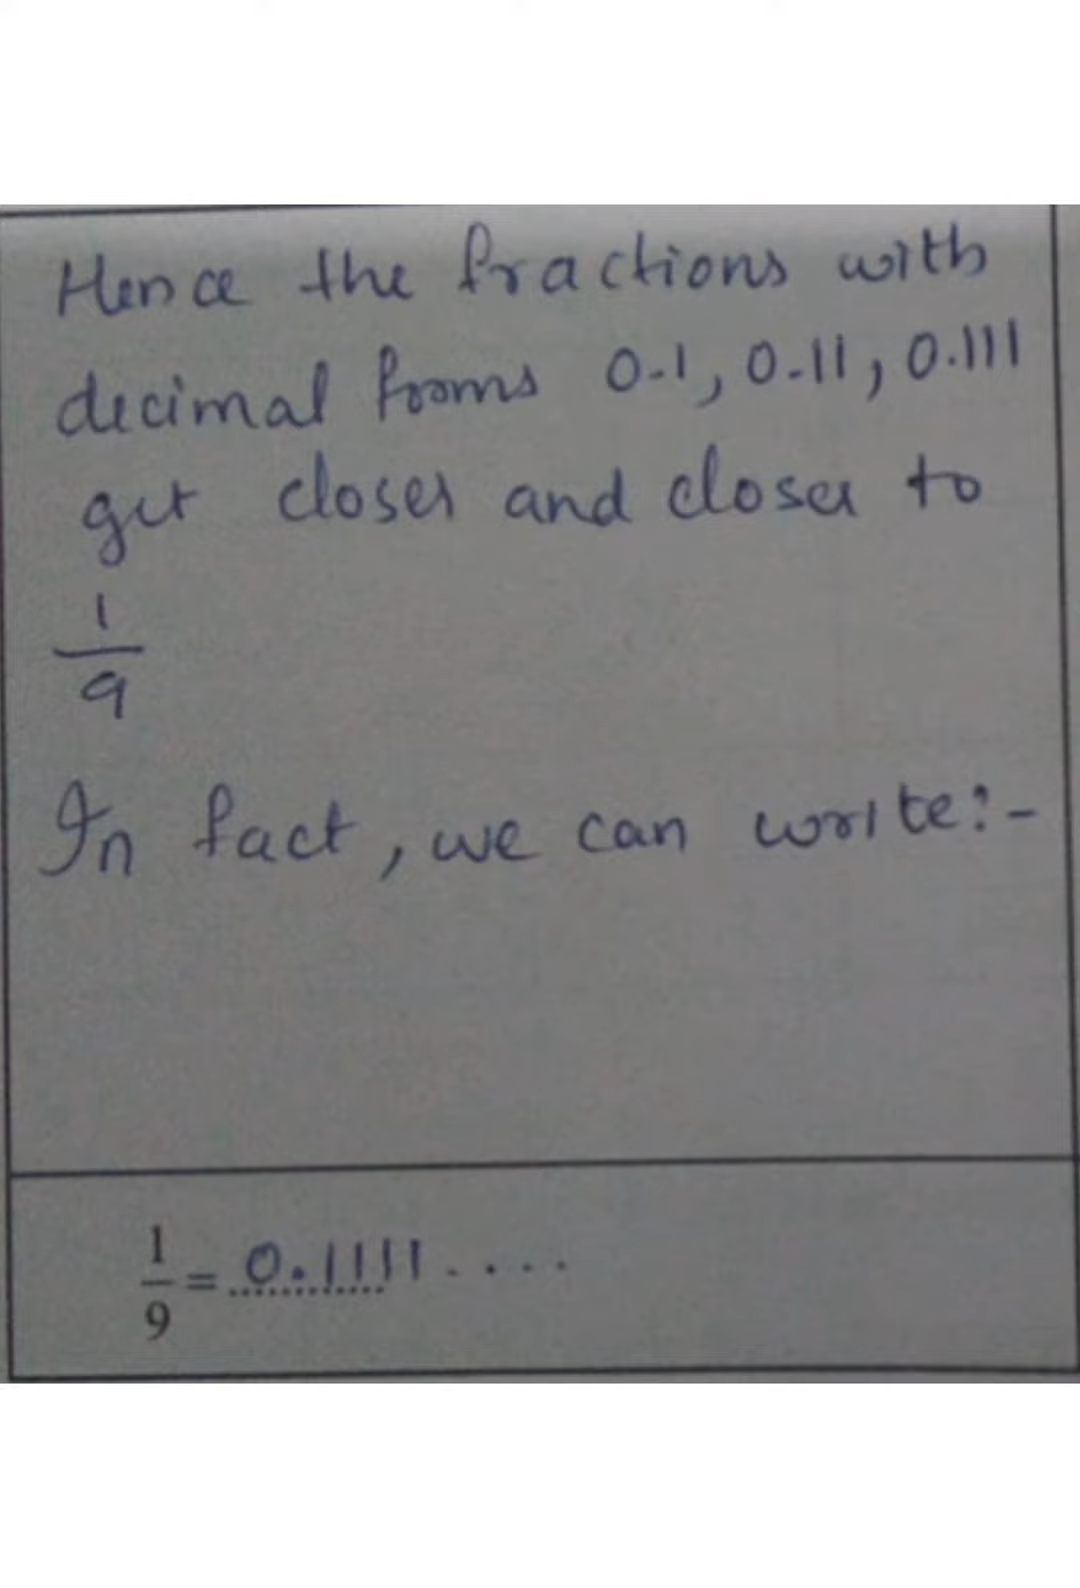 Hence the fractions with
decimal forms 0.1, 0.11, 0.111
get closer and closer to
1/9
In fact, we can write:-
1/9 = 0.1111.....